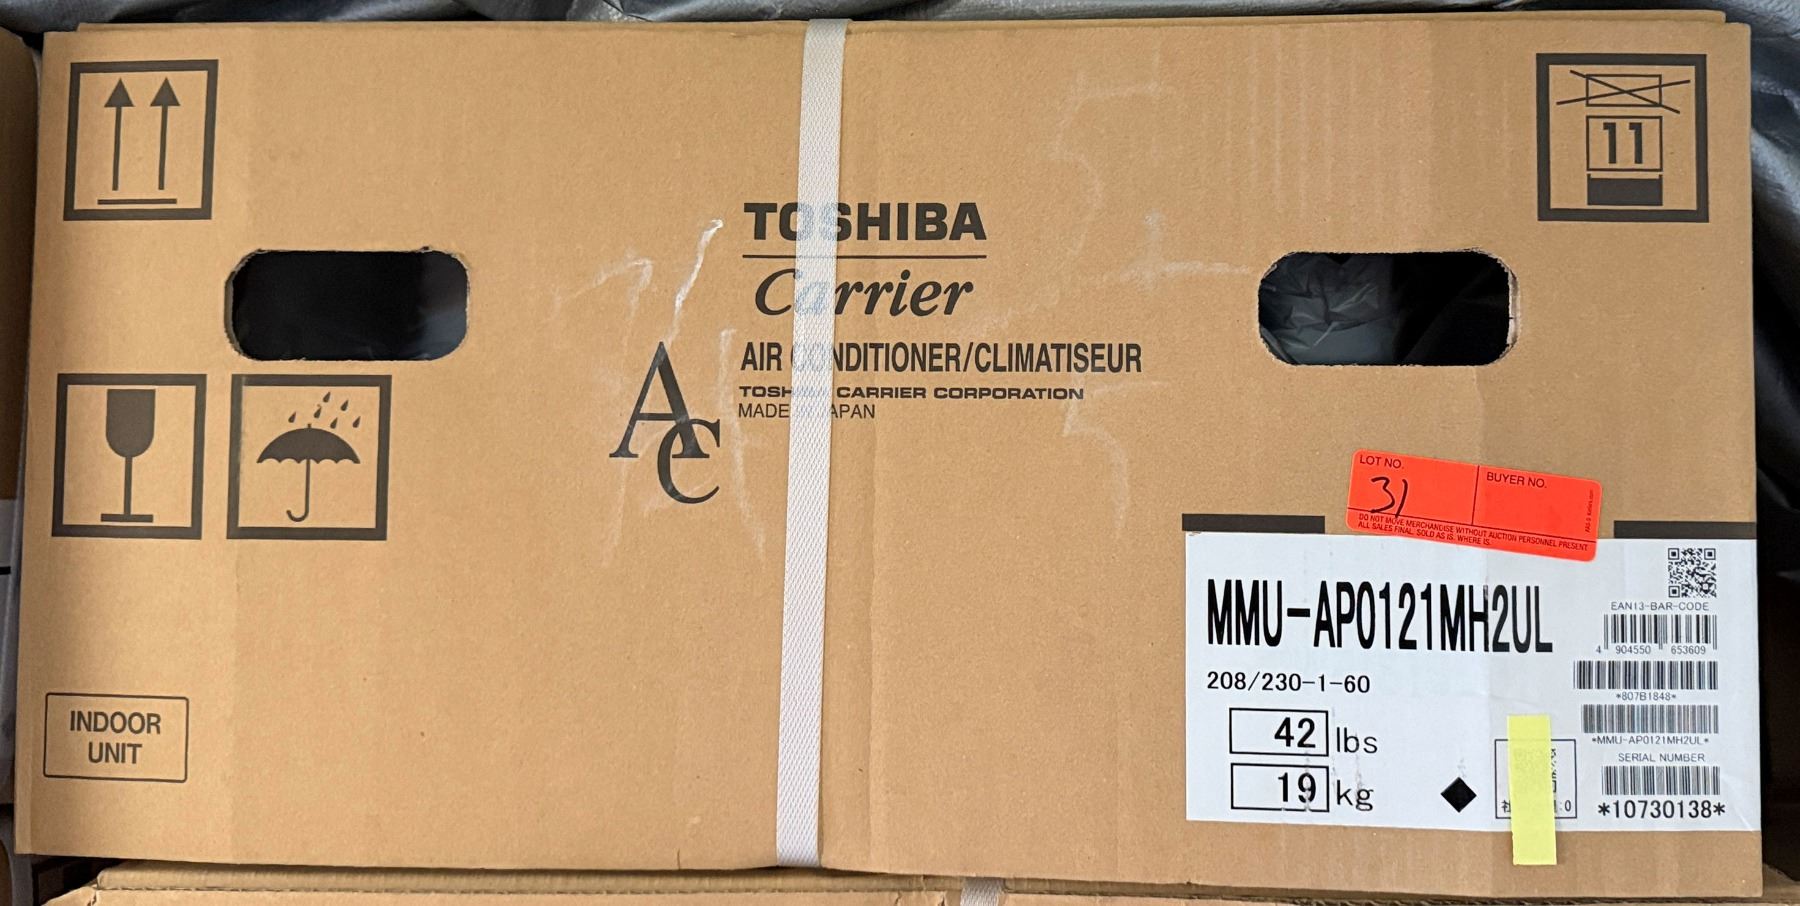 11
TOSHIBA
Carrier
AIR CONDITIONER/CLIMATISEUR
TOSHIBA CARRIER CORPORATION
MADE IN JAPAN
AC
INDOOR
UNIT
LOT NO.
31
BUYER NO.
DO NOT MOVE MERCHANDISE WITHOUT AUCTION PERSONNEL PRESENT
ALL SALES FINAL. SOLD AS IS. WHERE IS.
MMU-AP0121MH2UL
208/230-1-60
42 lbs
19 kg
EAN13-BAR-CODE
4 904550 653609
*807B1848*
*MMU-AP0121MH2UL*
SERIAL NUMBER
*10730138*